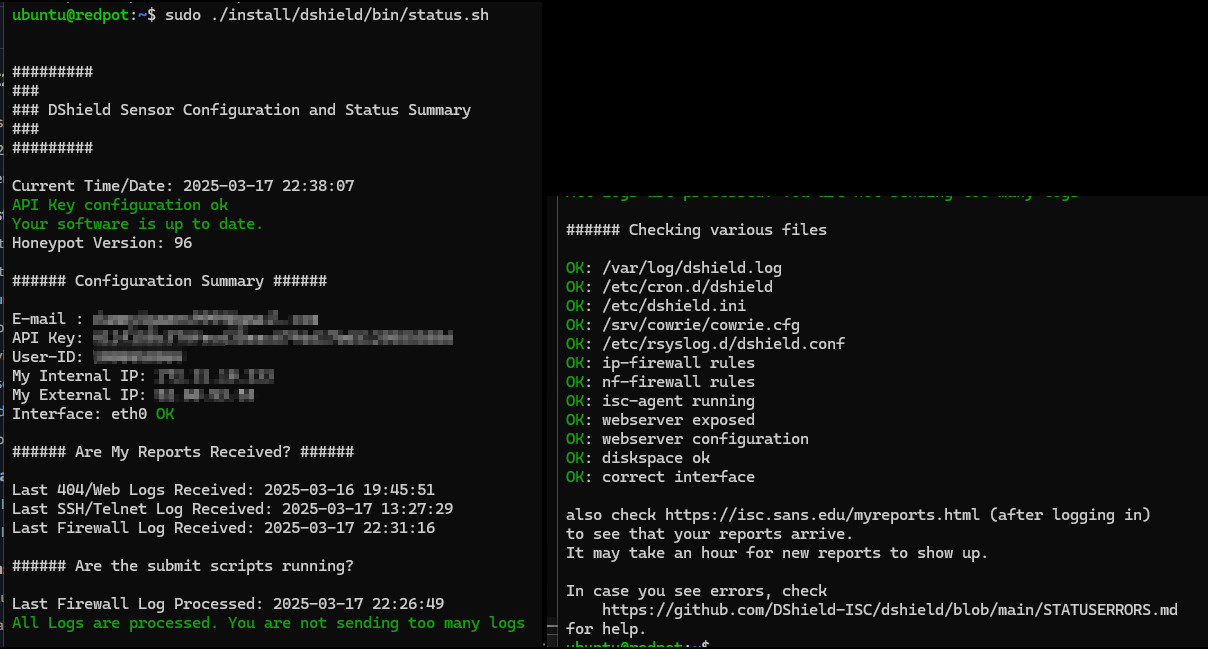 ubuntu@redpot:~$ sudo ./install/dshield/bin/status.sh
#########
###
### DShield Sensor Configuration and Status Summary
###
#########
Current Time/Date: 2025-03-17 22:38:07
API Key configuration ok
Your software is up to date.
Honeypot Version: 96
###### Configuration Summary ######
E-mail :
API Key:
User-ID:
My Internal IP:
My External IP:
Interface: eth0 OK
###### Are My Reports Received? ######
Last 404/Web Logs Received: 2025-03-16 19:45:51
Last SSH/Telnet Log Received: 2025-03-17 13:27:29
Last Firewall Log Received: 2025-03-17 22:31:16
###### Are the submit scripts running?
Last Firewall Log Processed: 2025-03-17 22:26:49
All Logs are processed. You are not sending too many logs
###### Checking various files
OK: /var/log/dshield.log
OK: /etc/cron.d/dshield
OK: /etc/dshield.ini
OK: /srv/cowrie/cowrie.cfg
OK: /etc/rsyslog.d/dshield.conf
OK: ip-firewall rules
OK: nf-firewall rules
OK: isc-agent running
OK: webserver exposed
OK: webserver configuration
OK: diskspace ok
OK: correct interface
also check https://isc.sans.edu/myreports.html (after logging in)
to see that your reports arrive.
It may take an hour for new reports to show up.
In case you see errors, check
https://github.com/DShield-ISC/dshield/blob/main/STATUSERRORS.md
for help.
ubuntu@redpot:~$